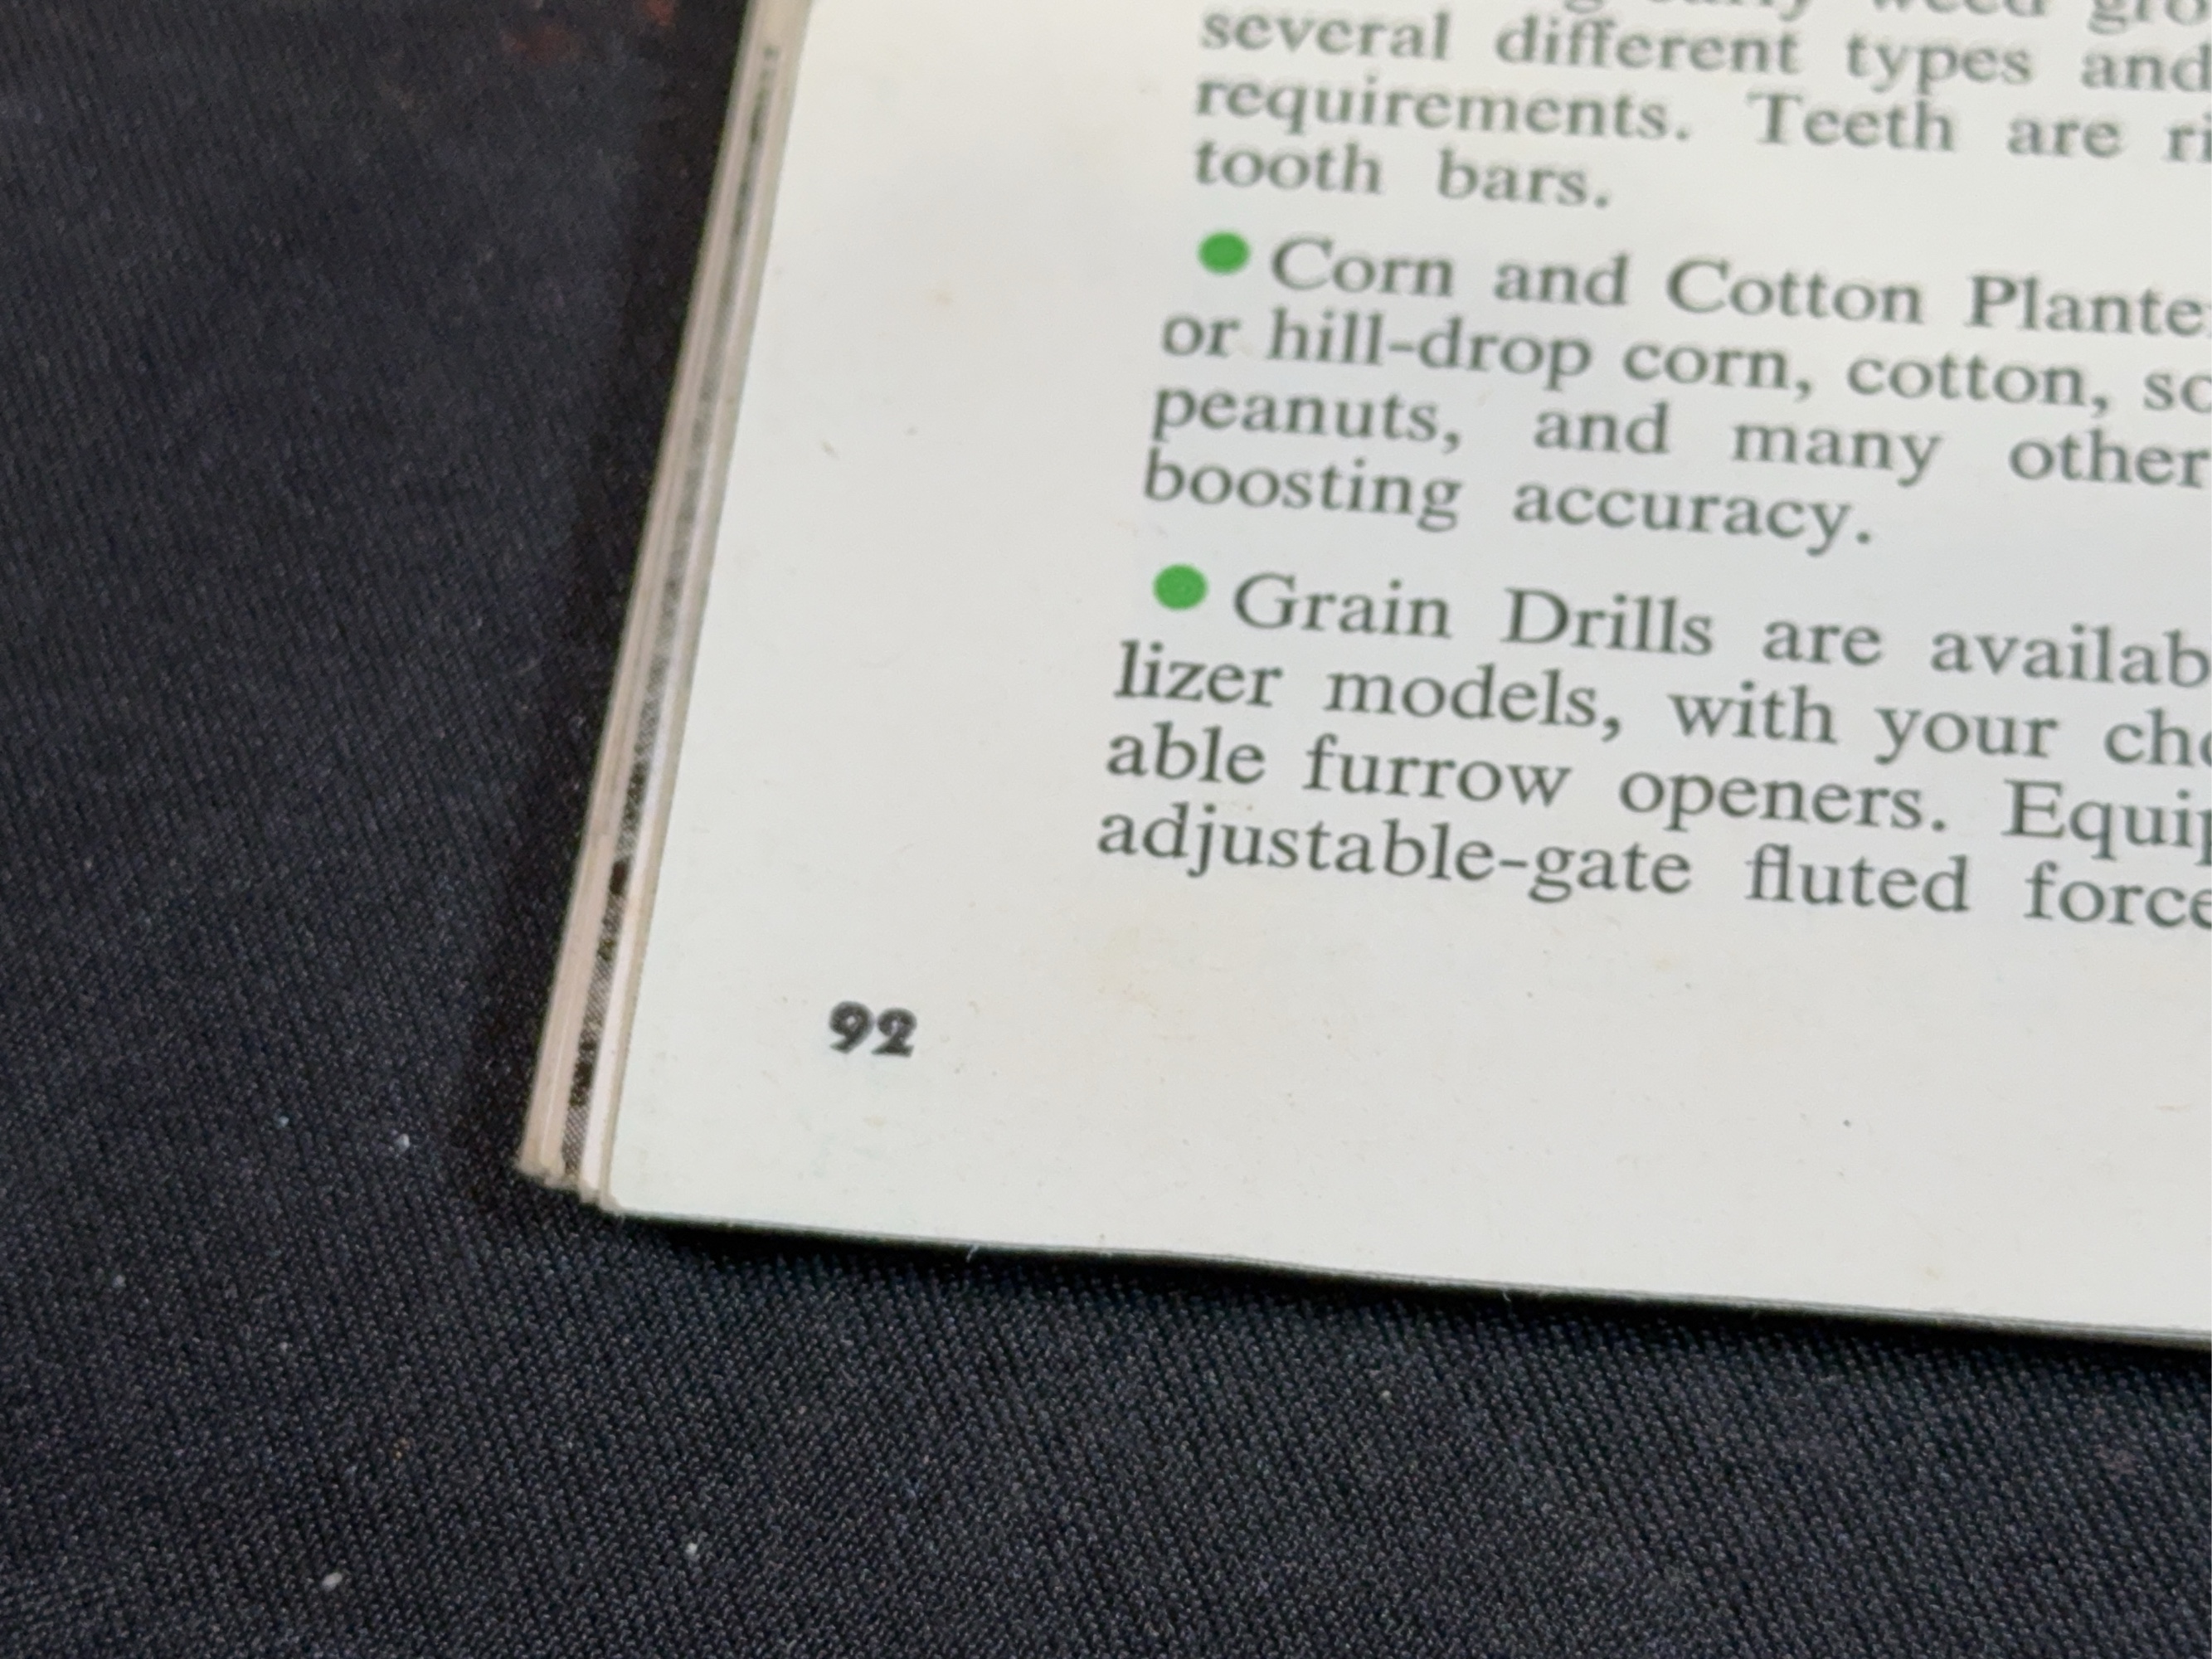 several different types and
requirements. Teeth are
tooth bars.
● Corn and Cotton
or hill-drop corn, cotton,
peanuts, and many other
boosting accuracy.
● Grain Drills are
lizer models, with your
able furrow openers.
adjustable-gate fluted
92